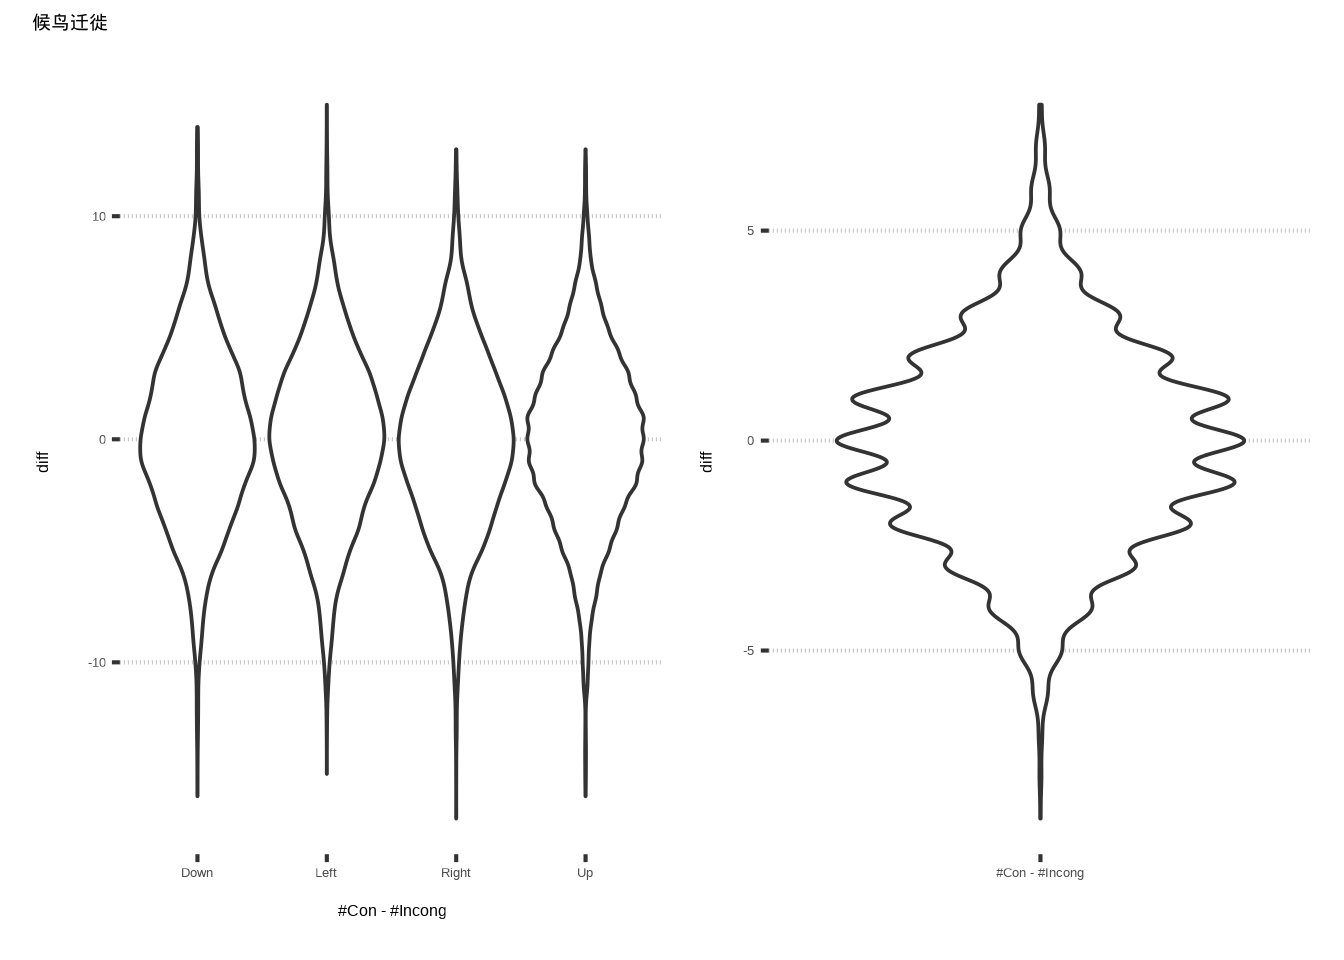 候鸟迁徙
diff
10
0
-10
Down Left Right Up
#Con - #Incong
diff
5
0
-5
#Con - #Incong